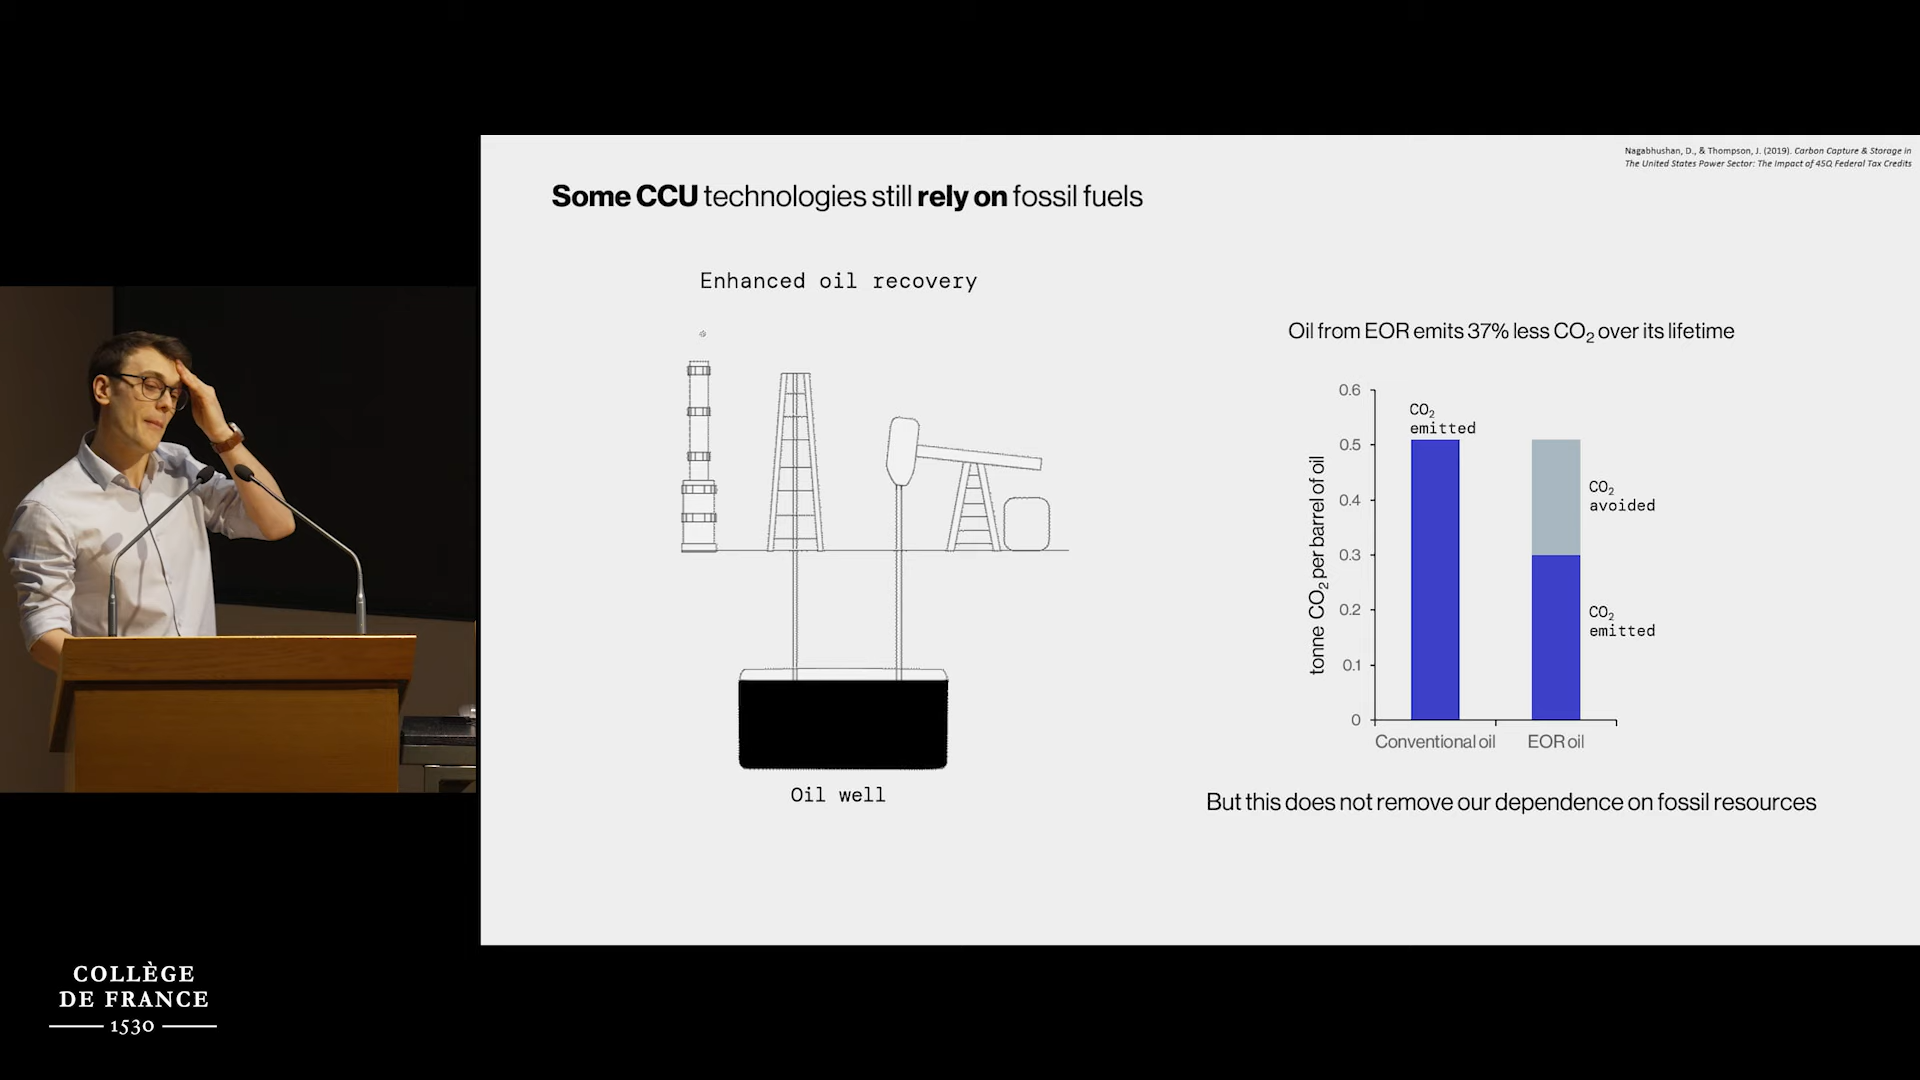 Nagabhushan, D., & Thompson, J. (2019). Carbon Capture & Storage in
The United States Power Sector: The Impact of 45Q Federal Tax Credits
Some CCU technologies still rely on fossil fuels
Enhanced oil recovery
Oil well
Oil from EOR emits 37% less CO₂ over its lifetime
tonne CO₂ per barrel of oil
0.6
0.5
0.4
0.3
0.2
0.1
0
CO₂
emitted
CO₂
avoided
CO₂
emitted
Conventional oil
EOR oil
But this does not remove our dependence on fossil resources
COLLÈGE
DE FRANCE
1530